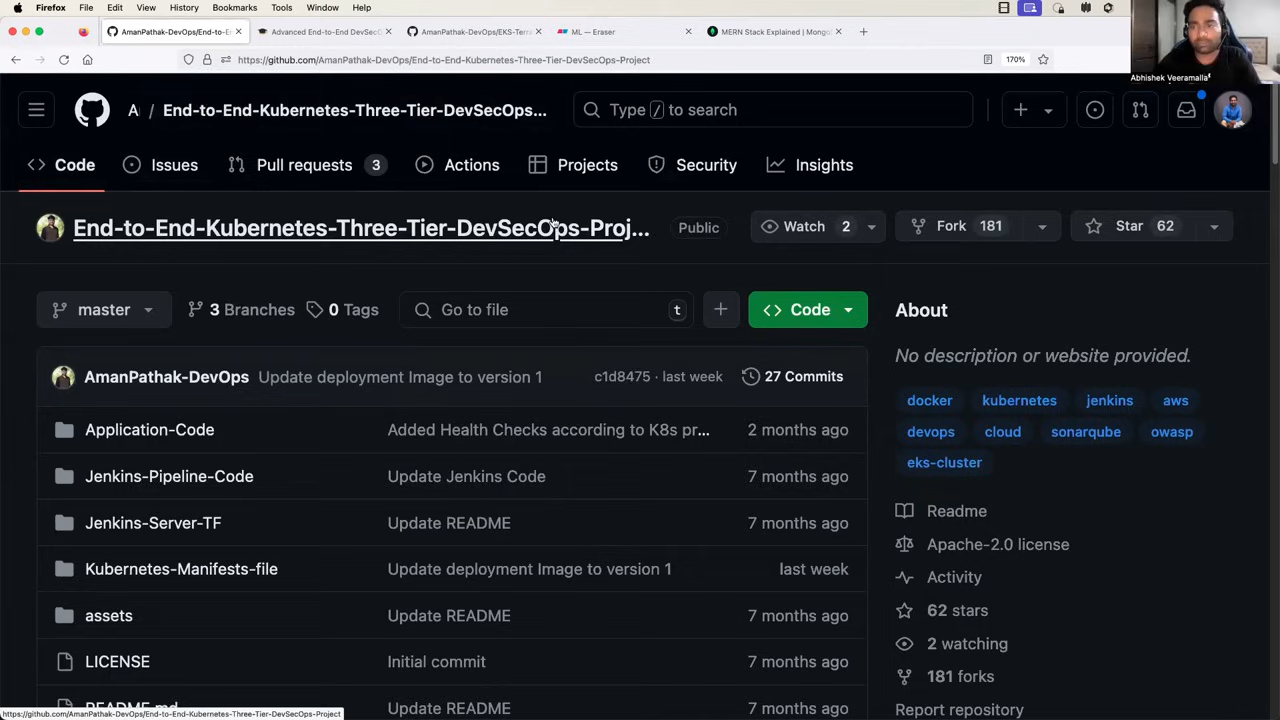 Firefox File Edit View History Bookmarks Tools Window Help
AmanPathak-DevOps/End-to-En
Advanced End-to-End DevSecO
AmanPathak-DevOps/EKS-Terra
ML — Eraser
MERN Stack Explained | Mongo
https://github.com/AmanPathak-DevOps/End-to-End-Kubernetes-Three-Tier-DevSecOps-Project
170%
Abhishek Veeramalla
A / End-to-End-Kubernetes-Three-Tier-DevSecOps...
Type / to search
Code
Issues
Pull requests 3
Actions
Projects
Security
Insights
End-to-End-Kubernetes-Three-Tier-DevSecOps-Proj...
Public
Watch 2
Fork 181
Star 62
master
3 Branches
0 Tags
Go to file t
Code
About
AmanPathak-DevOps Update deployment Image to version 1 c1d8475 · last week 27 Commits
No description or website provided.
Application-Code Added Health Checks according to K8s pr... 2 months ago
docker kubernetes jenkins aws
devops cloud sonarqube owasp
eks-cluster
Jenkins-Pipeline-Code Update Jenkins Code 7 months ago
Jenkins-Server-TF Update README 7 months ago
Readme
Apache-2.0 license
Kubernetes-Manifests-file Update deployment Image to version 1 last week
Activity
assets Update README 7 months ago
62 stars
2 watching
LICENSE Initial commit 7 months ago
181 forks
README.md 7 months ago
Report repository
https://github.com/AmanPathak-DevOps/End-to-End-Kubernetes-Three-Tier-DevSecOps-Project